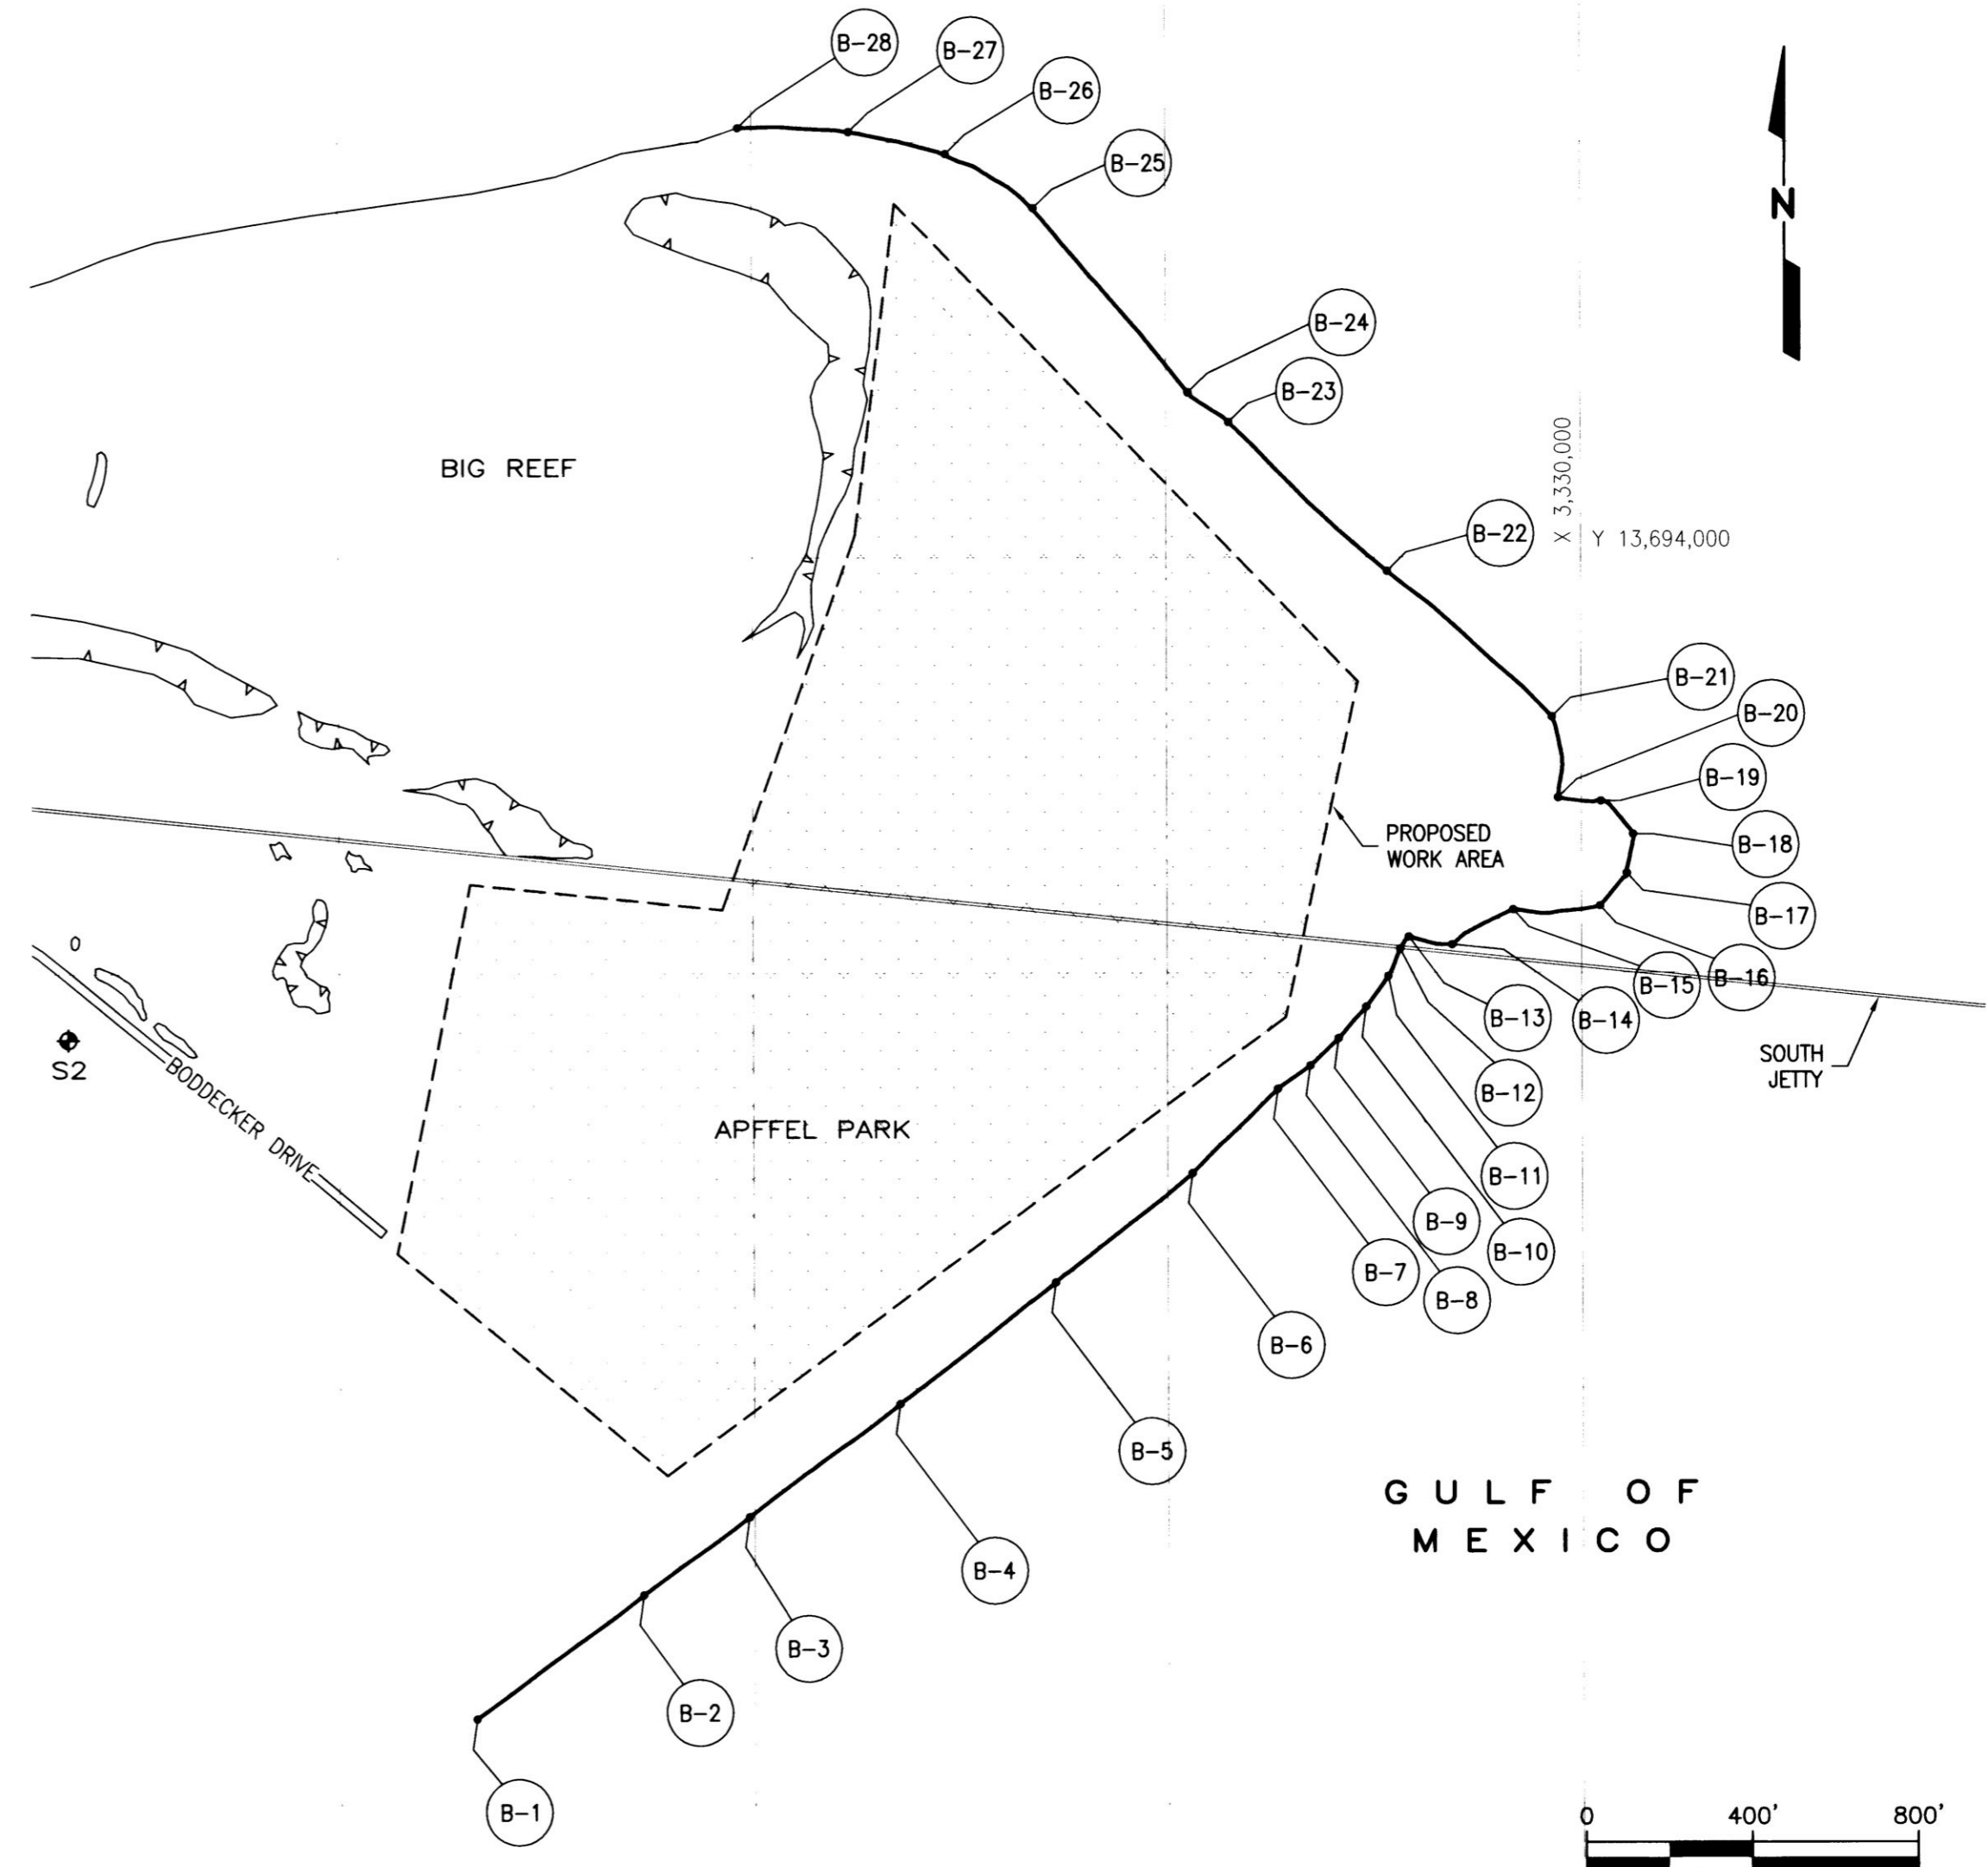 B-28
B-27
B-26
B-25
N
B-24
B-23
BIG REEF
X 3,330,000
Y 13,694,000
B-22
B-21
B-20
B-19
PROPOSED
WORK AREA
B-18
B-17
B-16
B-15
B-14
B-13
SOUTH
JETTY
S2
BODDECKER DRIVE
B-12
APFFEL PARK
B-11
B-9
B-10
B-7
B-8
B-6
B-5
GULF OF
MEXICO
B-4
B-3
B-2
B-1
0 400' 800'